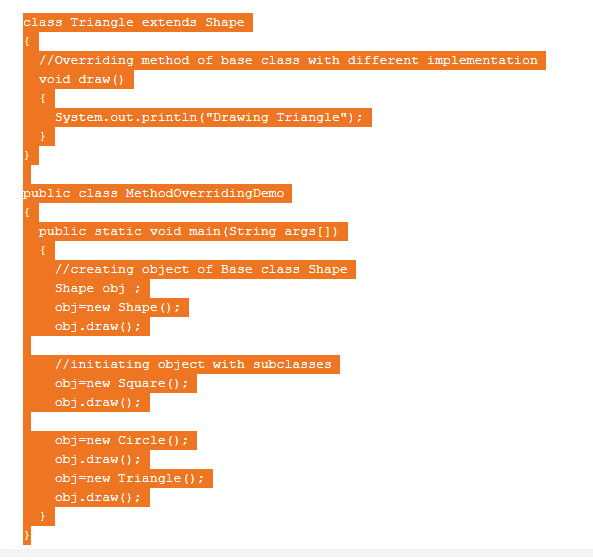 class Triangle extends Shape
{
  //Overriding method of base class with different implementation
  void draw()
  {
    System.out.println("Drawing Triangle");
  }
}

public class MethodOverridingDemo
{
  public static void main(String args[])
  {
    //creating object of Base class Shape
    Shape obj ;
    obj=new Shape();
    obj.draw();

    //initiating object with subclasses
    obj=new Square();
    obj.draw();

    obj=new Circle();
    obj.draw();
    obj=new Triangle();
    obj.draw();
  }
}